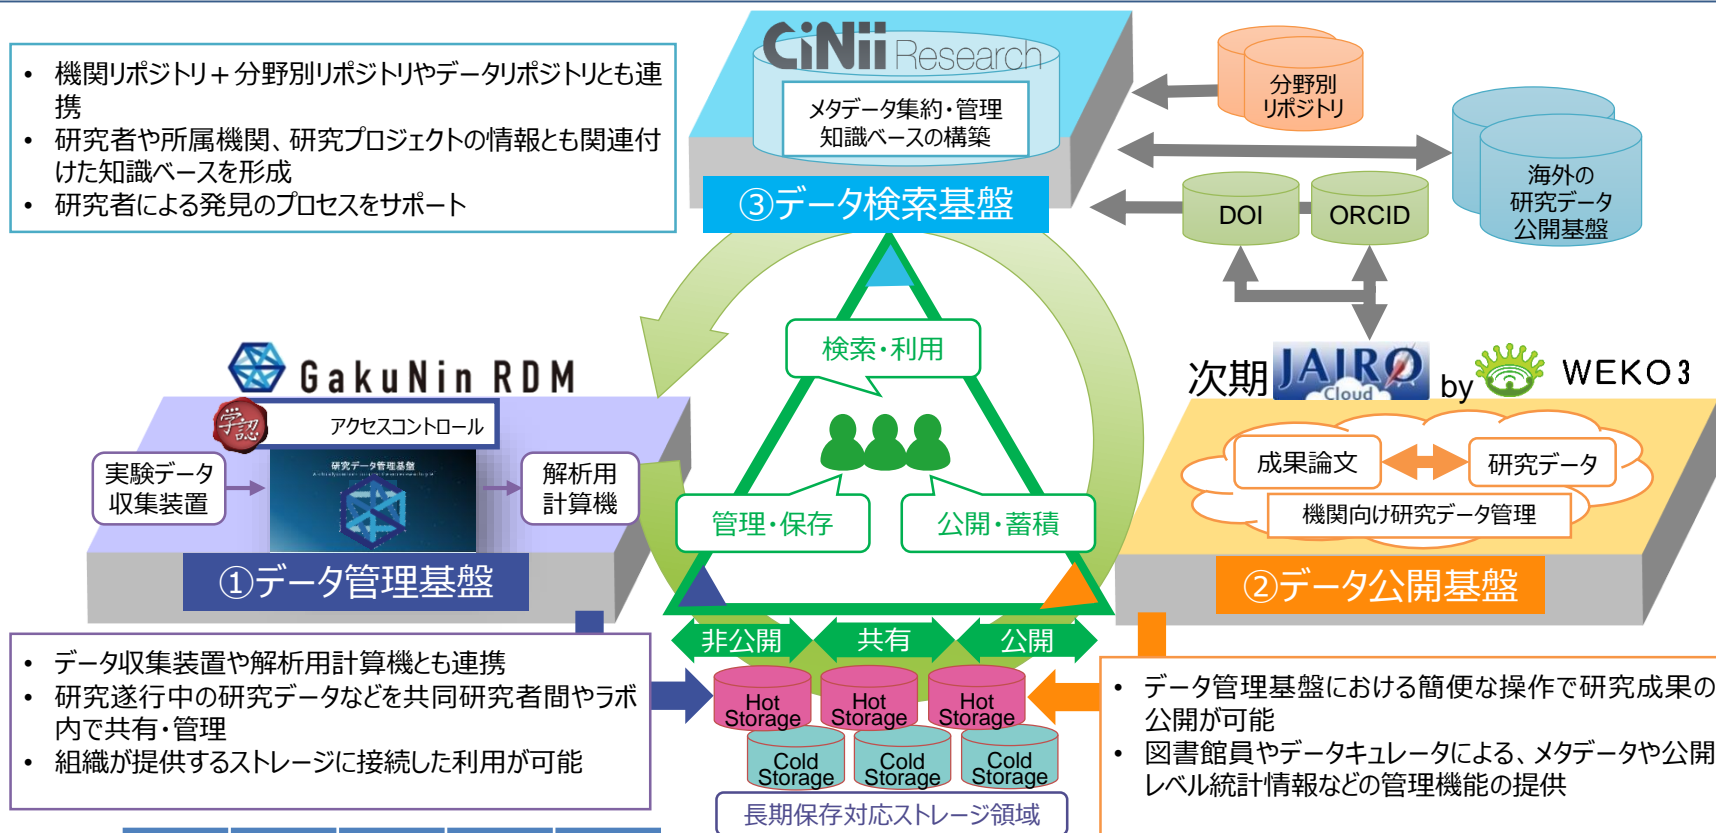 CiNii Research
メタデータ集約・管理
知識ベースの構築
③データ検索基盤
• 機関リポジトリ+分野別リポジトリやデータリポジトリとも連
携
• 研究者や所属機関、研究プロジェクトの情報とも関連付
けた知識ベースを形成
• 研究者による発見のプロセスをサポート
分野別
リポジトリ
海外の
研究データ
公開基盤
DOI
ORCID
検索・利用
管理・保存
公開・蓄積
GakuNin RDM
学認
アクセスコントロール
実験データ
収集装置
研究データ管理基盤
解析用
計算機
①データ管理基盤
次期 JAIRO Cloud by WEKO3
成果論文
研究データ
機関向け研究データ管理
②データ公開基盤
• データ収集装置や解析用計算機とも連携
• 研究遂行中の研究データなどを共同研究者間やラボ
内で共有・管理
• 組織が提供するストレージに接続した利用が可能
非公開
共有
公開
Hot
Storage
Hot
Storage
Hot
Storage
Cold
Storage
Cold
Storage
Cold
Storage
長期保存対応ストレージ領域
• データ管理基盤における簡便な操作で研究成果の
公開が可能
• 図書館員やデータキュレータによる、メタデータや公開
レベル統計情報などの管理機能の提供